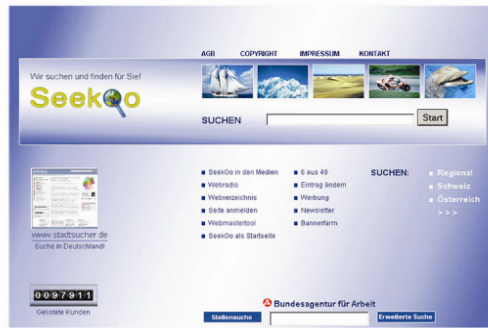 AGB COPYRIGHT IMPRESSUM KONTAKT
Wir suchen und finden für Sie!
SeekOo
SUCHEN
Start
SeekOo in den Medien
Webradio
Webverzeichnis
Seite anmelden
Webmastertool
SeekOo als Startseite
6 aus 49
Eintrag ändern
Werbung
Newsletter
Bannerfarm
SUCHEN:
Regional
Schweiz
Österreich
> > >
www.stadtsucher.de
Suche in Deutschland!
0097911
Gelistete Kunden
Bundesagentur für Arbeit
Stellensuche
Erweiterte Suche